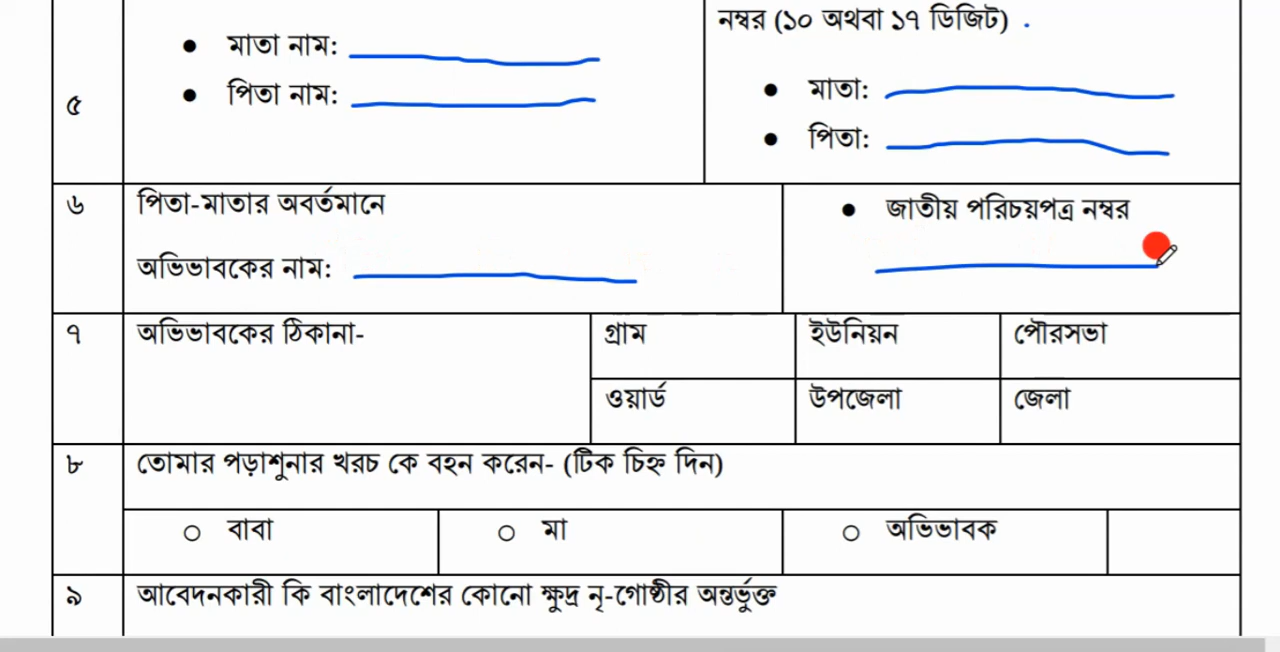 নম্বর (১০ অথবা ১৭ ডিজিট)
● মাতা নাম:
● পিতা নাম:
৫
● মাতা:
● পিতা:
৬ পিতা-মাতার অবর্তমানে
অভিভাবকের নাম:
● জাতীয় পরিচয়পত্র নম্বর
৭ অভিভাবকের ঠিকানা- গ্রাম ইউনিয়ন পৌরসভা
ওয়ার্ড উপজেলা জেলা
৮ তোমার পড়াশুনার খরচ কে বহন করেন- (টিক চিহ্ন দিন)
○ বাবা ○ মা ○ অভিভাবক
৯ আবেদনকারী কি বাংলাদেশের কোনো ক্ষুদ্র নৃ-গোষ্ঠীর অন্তর্ভুক্ত